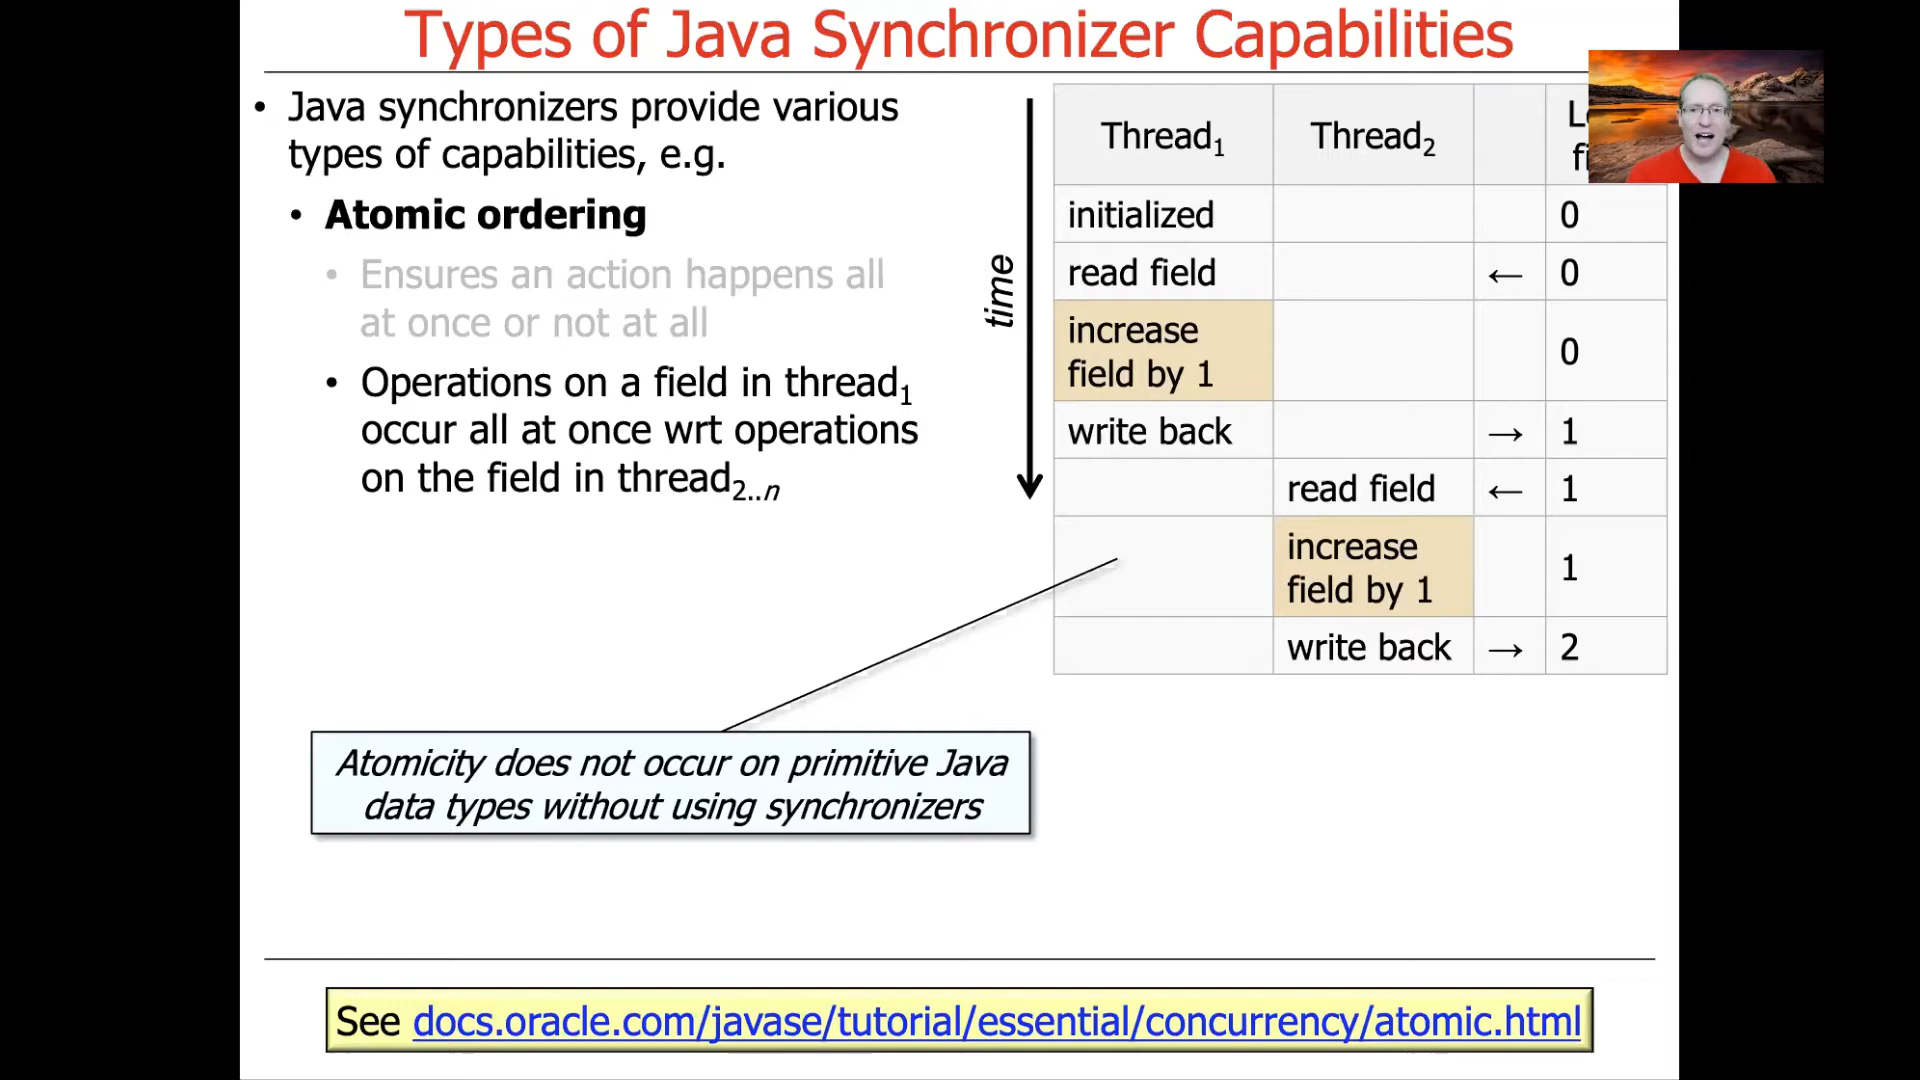 Types of Java Synchronizer Capabilities
• Java synchronizers provide various
types of capabilities, e.g.
• Atomic ordering
• Ensures an action happens all
at once or not at all
• Operations on a field in thread1
occur all at once wrt operations
on the field in thread2..n
time
Thread1 Thread2
initialized 0
read field ← 0
increase
field by 1 0
write back → 1
read field ← 1
increase
field by 1 1
write back → 2
Atomicity does not occur on primitive Java
data types without using synchronizers
See docs.oracle.com/javase/tutorial/essential/concurrency/atomic.html